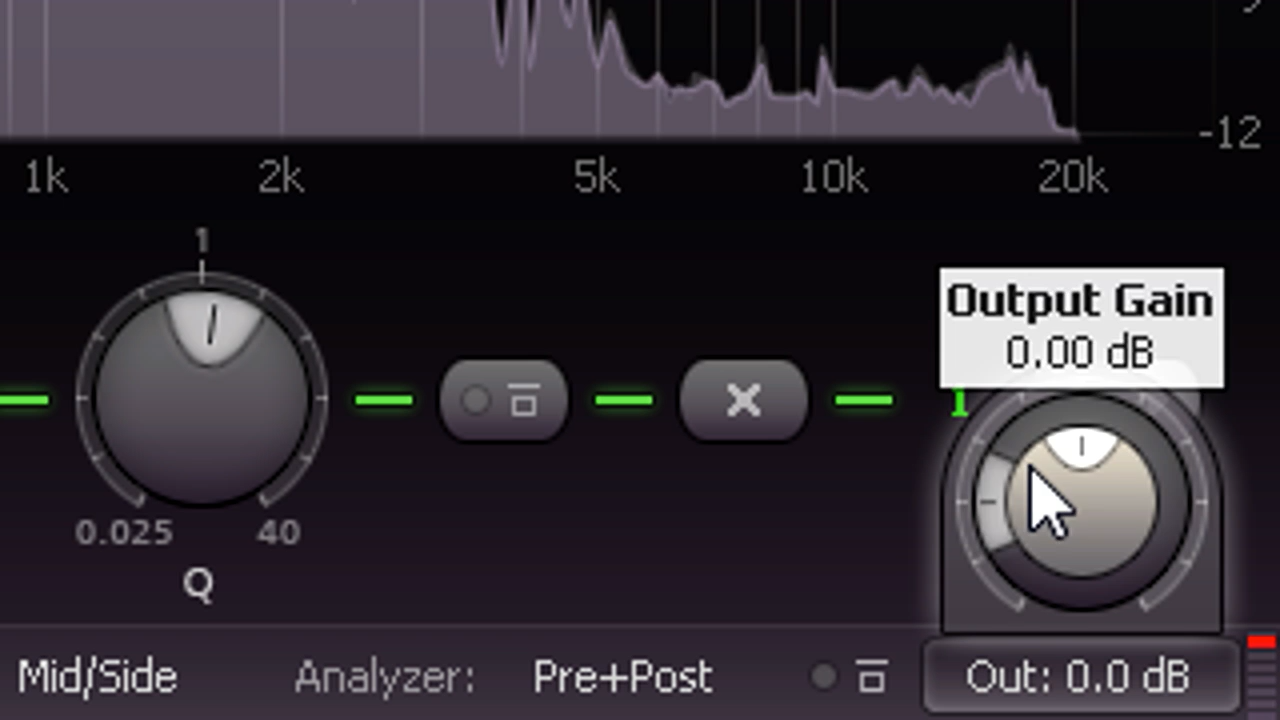 -12
1k 2k 5k 10k 20k
1
Output Gain
0.00 dB
0.025 40
Q
Mid/Side Analyzer: Pre+Post Out: 0.0 dB